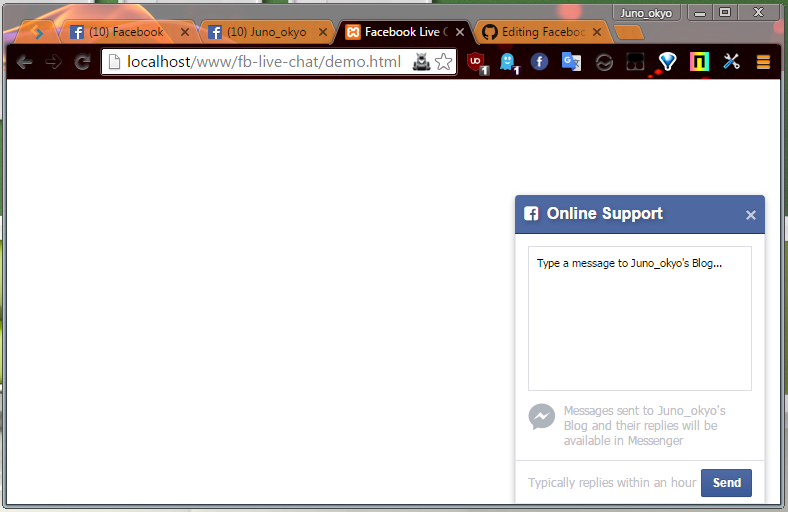 Juno_okyo
(10) Facebook
(10) Juno_okyo
Facebook Live C
Editing Faceboo
localhost/www/fb-live-chat/demo.html
1
1
Online Support
Type a message to Juno_okyo's Blog...
Messages sent to Juno_okyo's
Blog and their replies will be
available in Messenger
Typically replies within an hour
Send